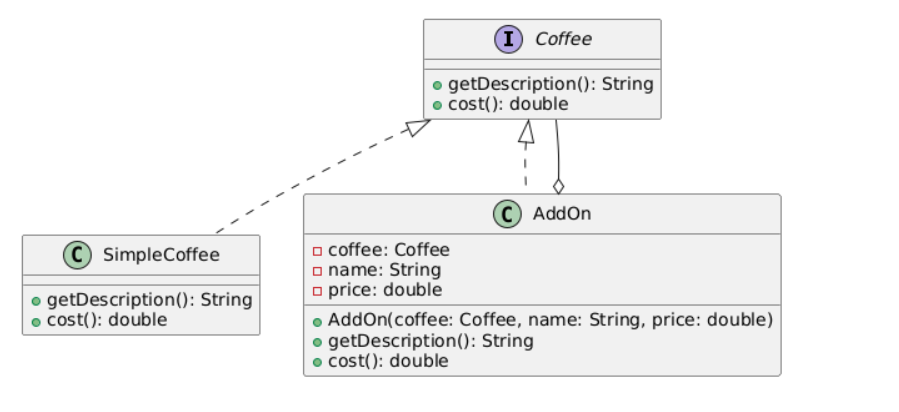 I Coffee
getDescription(): String
cost(): double
C SimpleCoffee
getDescription(): String
cost(): double
C AddOn
coffee: Coffee
name: String
price: double
AddOn(coffee: Coffee, name: String, price: double)
getDescription(): String
cost(): double